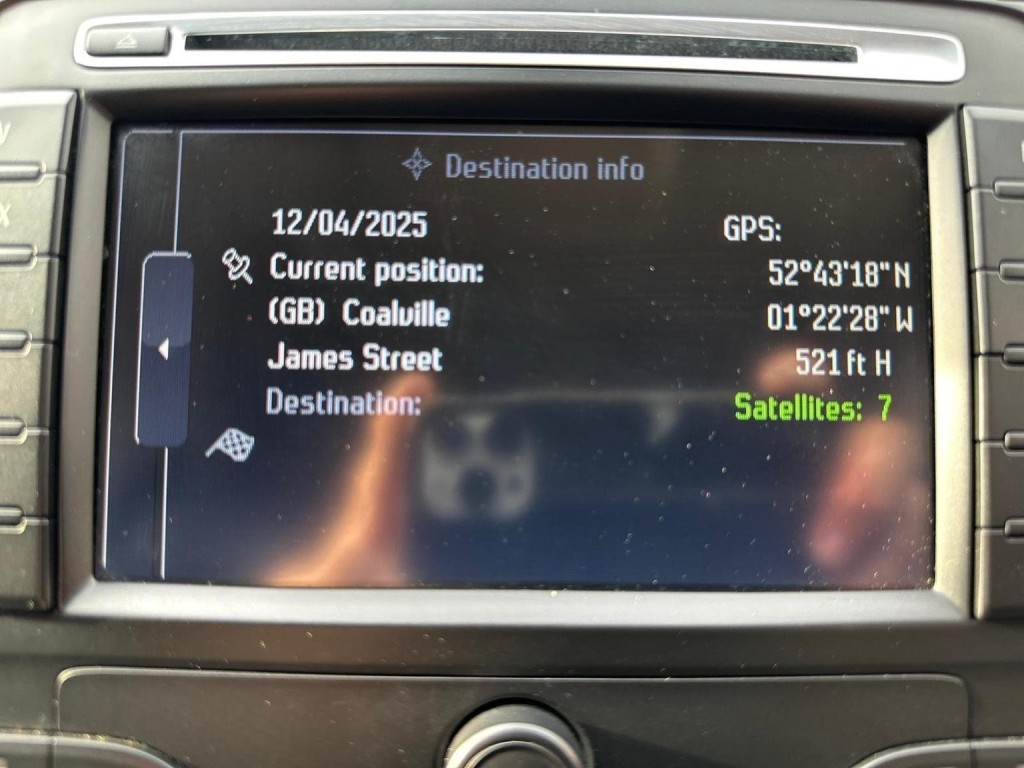 Destination info
12/04/2025 GPS:
Current position: 52°43'18" N
(GB) Coalville 01°22'28" W
James Street 521 ft H
Destination: Satellites: 7